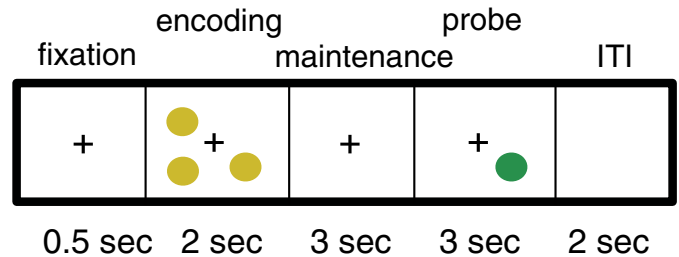 encoding probe
fixation maintenance ITI
+ + + +
0.5 sec 2 sec 3 sec 3 sec 2 sec